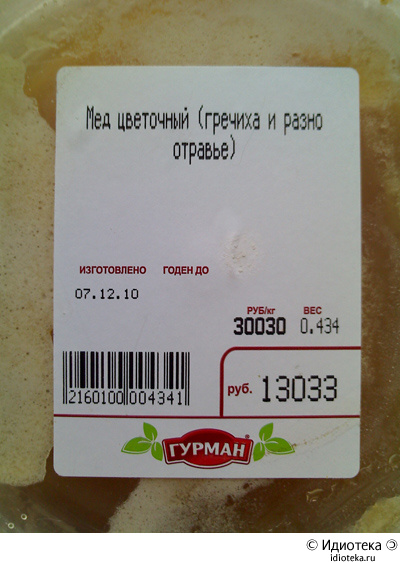 Мед цветочный (гречиха и разно
отравье)
ИЗГОТОВЛЕНО ГОДЕН ДО
07.12.10
РУБ/кг ВЕС
30030 0.434
2160100 004341
руб. 13033
ГУРМАН
© Идиотека
idioteka.ru